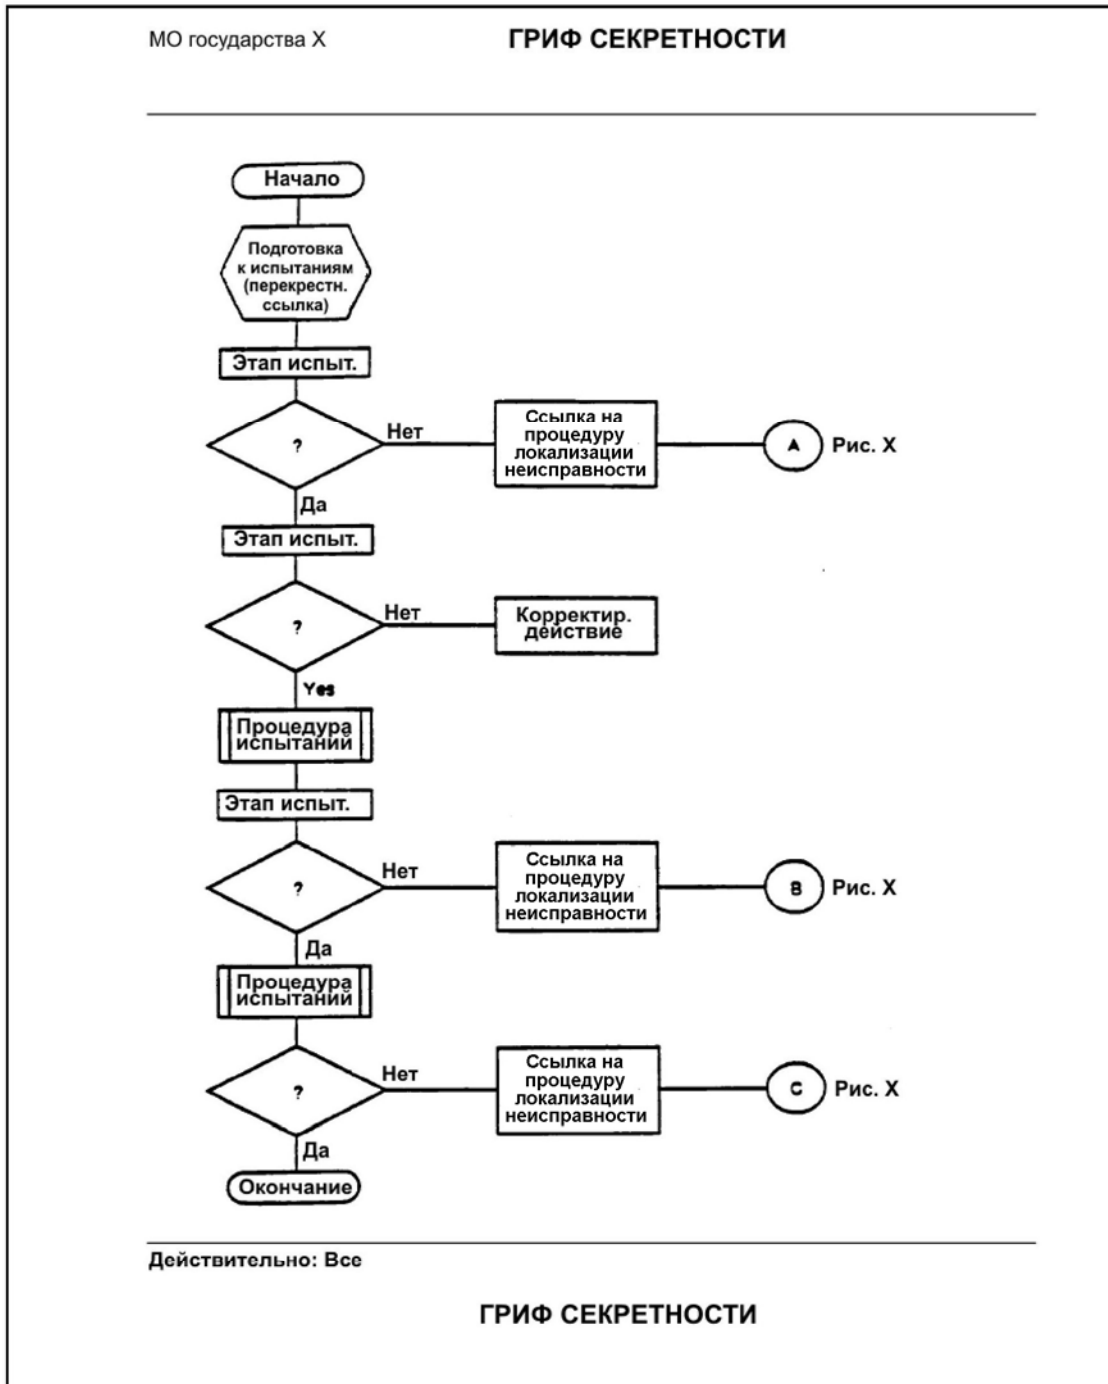 МО государства X
ГРИФ СЕКРЕТНОСТИ
Начало
Подготовка
к испытаниям
(перекрестн.
ссылка)
Этап испыт.
?
Нет
Ссылка на
процедуру
локализации
неисправности
A
Рис. X
Да
Этап испыт.
?
Нет
Корректир.
действие
Yes
Процедура
испытаний
Этап испыт.
?
Нет
Ссылка на
процедуру
локализации
неисправности
B
Рис. X
Да
Процедура
испытаний
?
Нет
Ссылка на
процедуру
локализации
неисправности
C
Рис. X
Да
Окончание
Действительно: Все
ГРИФ СЕКРЕТНОСТИ